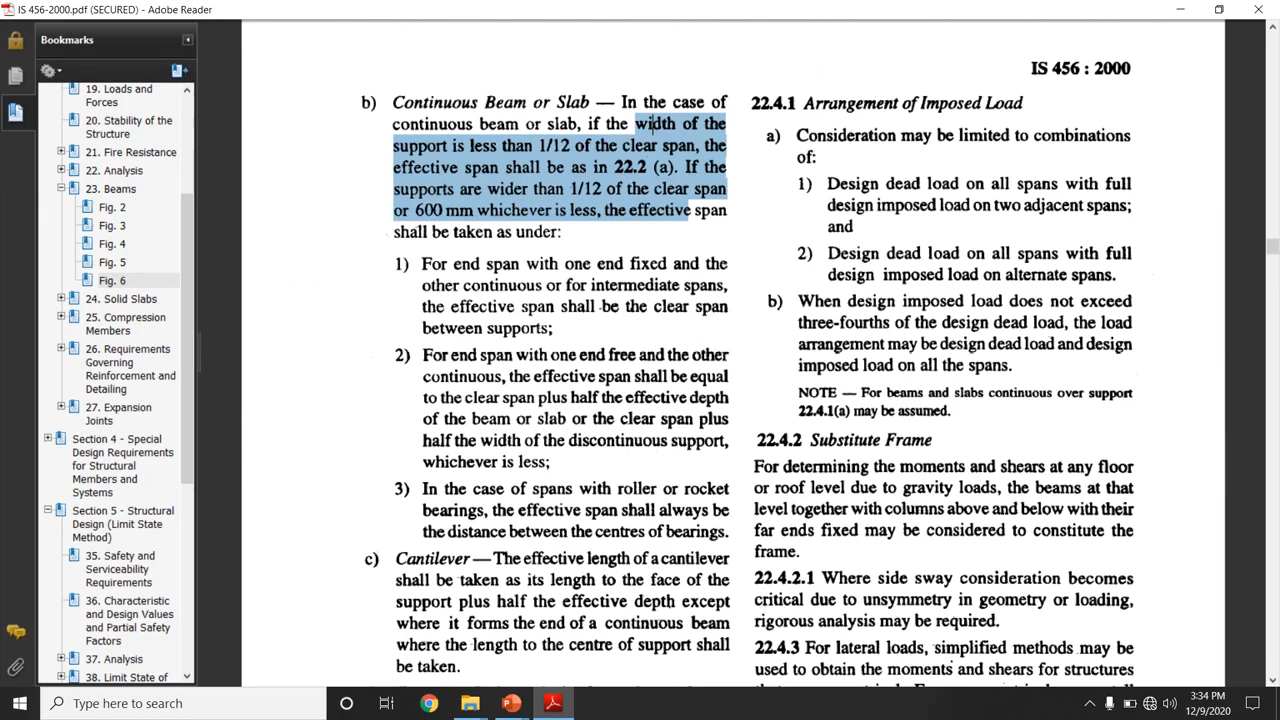 IS 456-2000.pdf (SECURED) - Adobe Reader
Bookmarks
19. Loads and
Forces
20. Stability of the
Structure
21. Fire Resistance
22. Analysis
23. Beams
Fig. 2
Fig. 3
Fig. 4
Fig. 5
Fig. 6
24. Solid Slabs
25. Compression
Members
26. Requirements
Governing
Reinforcement and
Detailing
27. Expansion
Joints
Section 4 - Special
Design Requirements
for Structural
Members and
Systems
Section 5 - Structural
Design (Limit State
Method)
35. Safety and
Serviceability
Requirements
36. Characteristic
and Design Values
and Partial Safety
Factors
37. Analysis
38. Limit State of
IS 456 : 2000
b) Continuous Beam or Slab — In the case of
continuous beam or slab, if the width of the
support is less than 1/12 of the clear span, the
effective span shall be as in 22.2 (a). If the
supports are wider than 1/12 of the clear span
or 600 mm whichever is less, the effective span
shall be taken as under:
1) For end span with one end fixed and the
other continuous or for intermediate spans,
the effective span shall be the clear span
between supports;
2) For end span with one end free and the other
continuous, the effective span shall be equal
to the clear span plus half the effective depth
of the beam or slab or the clear span plus
half the width of the discontinuous support,
whichever is less;
3) In the case of spans with roller or rocket
bearings, the effective span shall always be
the distance between the centres of bearings.
c) Cantilever — The effective length of a cantilever
shall be taken as its length to the face of the
support plus half the effective depth except
where it forms the end of a continuous beam
where the length to the centre of support shall
be taken.
22.4.1 Arrangement of Imposed Load
a) Consideration may be limited to combinations
of:
1) Design dead load on all spans with full
design imposed load on two adjacent spans;
and
2) Design dead load on all spans with full
design imposed load on alternate spans.
b) When design imposed load does not exceed
three-fourths of the design dead load, the load
arrangement may be design dead load and design
imposed load on all the spans.
NOTE — For beams and slabs continuous over support
22.4.1(a) may be assumed.
22.4.2 Substitute Frame
For determining the moments and shears at any floor
or roof level due to gravity loads, the beams at that
level together with columns above and below with their
far ends fixed may be considered to constitute the
frame.
22.4.2.1 Where side sway consideration becomes
critical due to unsymmetry in geometry or loading,
rigorous analysis may be required.
22.4.3 For lateral loads, simplified methods may be
used to obtain the moments and shears for structures
Type here to search
3:34 PM
12/9/2020